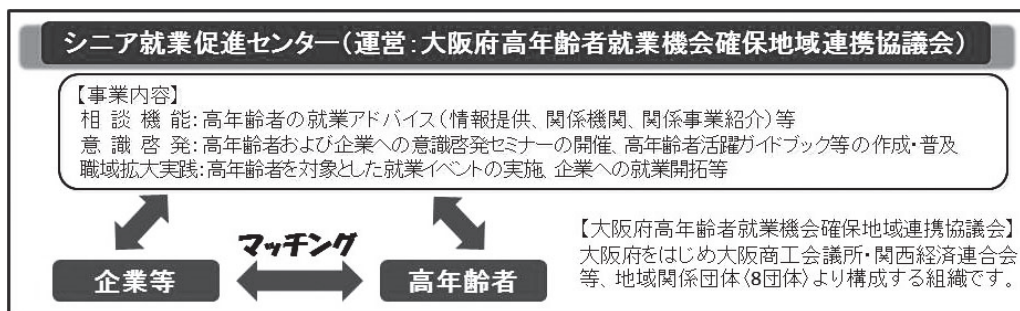 シニア就業促進センター（運営：大阪府高年齢者就業機会確保地域連携協議会）
【事業内容】
相談機能：高年齢者の就業アドバイス（情報提供、関係機関、関係事業紹介）等
意識啓発：高年齢者および企業への意識啓発セミナーの開催、高年齢者活躍ガイドブック等の作成・普及
職域拡大実践：高年齢者を対象とした就業イベントの実施、企業への就業開拓等
マッチング
企業等
高年齢者
【大阪府高年齢者就業機会確保地域連携協議会】
大阪府をはじめ大阪商工会議所・関西経済連合会
等、地域関係団体〈8団体〉より構成する組織です。